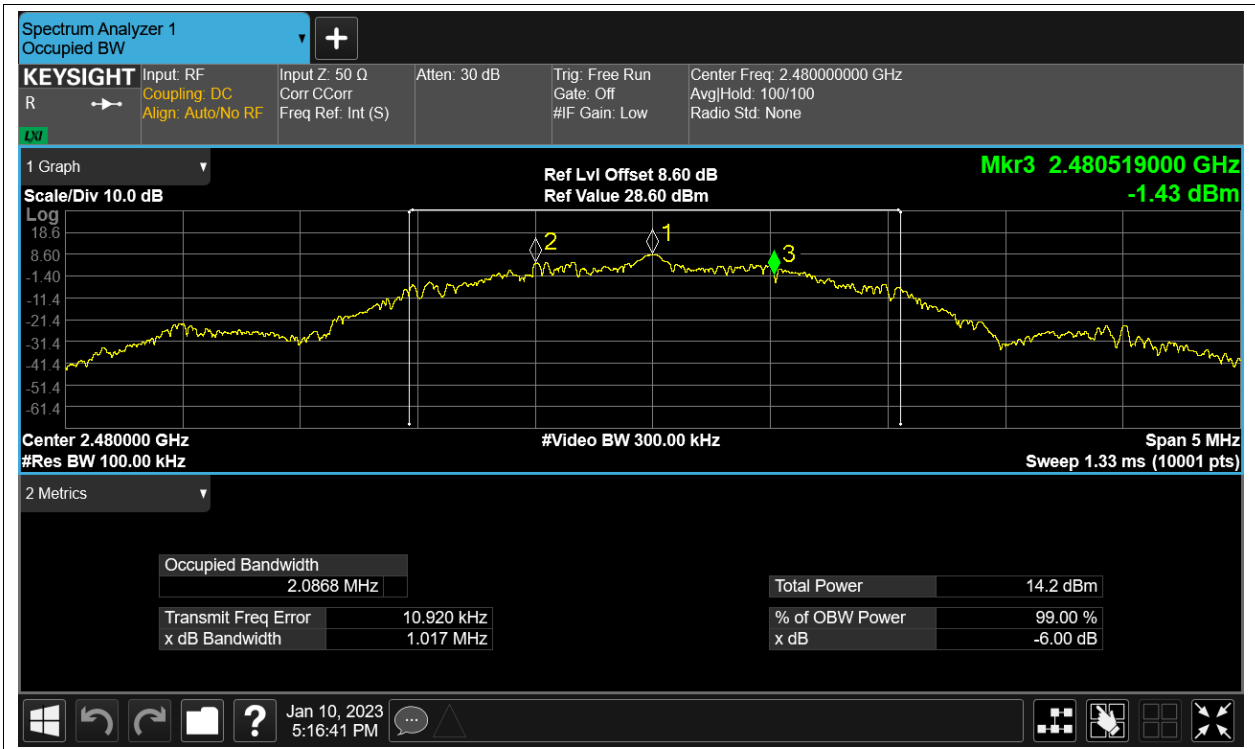 Spectrum Analyzer 1
Occupied BW
▼
+
KEYSIGHT
R
LXI
Input: RF
Coupling: DC
Align: Auto/No RF
Input Z: 50 Ω
Corr CCorr
Freq Ref: Int (S)
Atten: 30 dB
Trig: Free Run
Gate: Off
#IF Gain: Low
Center Freq: 2.480000000 GHz
Avg|Hold: 100/100
Radio Std: None
1 Graph ▼
Scale/Div 10.0 dB
Ref Lvl Offset 8.60 dB
Ref Value 28.60 dBm
Mkr3 2.480519000 GHz
-1.43 dBm
Log
18.6
8.60
-1.40
-11.4
-21.4
-31.4
-41.4
-51.4
-61.4
2
1
3
Center 2.480000 GHz
#Res BW 100.00 kHz
#Video BW 300.00 kHz
Span 5 MHz
Sweep 1.33 ms (10001 pts)
2 Metrics ▼
Occupied Bandwidth
2.0868 MHz
Transmit Freq Error 10.920 kHz
x dB Bandwidth 1.017 MHz
Total Power 14.2 dBm
% of OBW Power 99.00 %
x dB -6.00 dB
?
Jan 10, 2023
5:16:41 PM